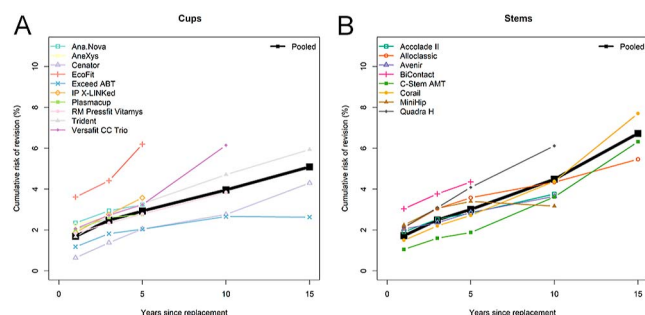 A
Cups
Cumulative risk of revision (%)
0
2
4
6
8
10
Ana.Nova
AneXys
Cenator
EcoFit
Exceed ABT
IP X-LINKed
Plasmacup
RM Pressfit Vitamys
Trident
Versafit CC Trio
Pooled
0
5
10
15
Years since replacement
B
Stems
Cumulative risk of revision (%)
0
2
4
6
8
10
Accolade II
Alloclassic
Avenir
BiContact
C-Stem AMT
Corail
MiniHip
Quadra H
Pooled
0
5
10
15
Years since replacement